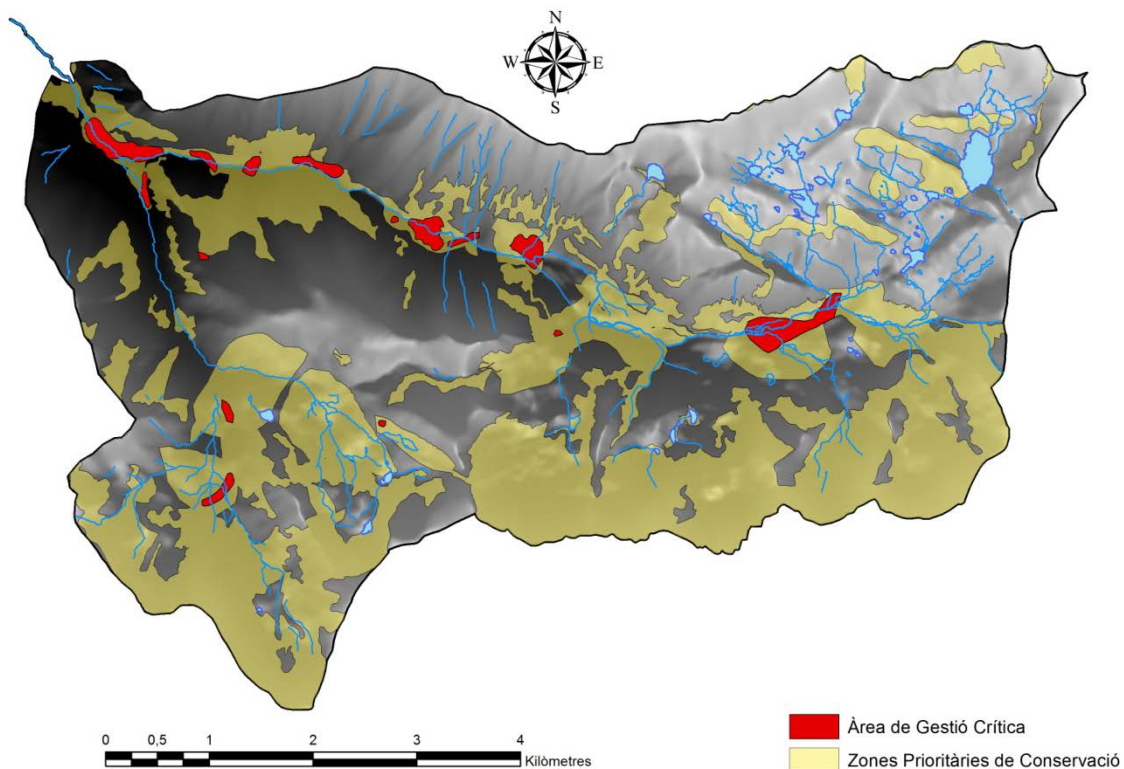 N
W E
S
0 0,5 1 2 3 4
Kilòmetres
Àrea de Gestió Crítica
Zones Prioritàries de Conservació